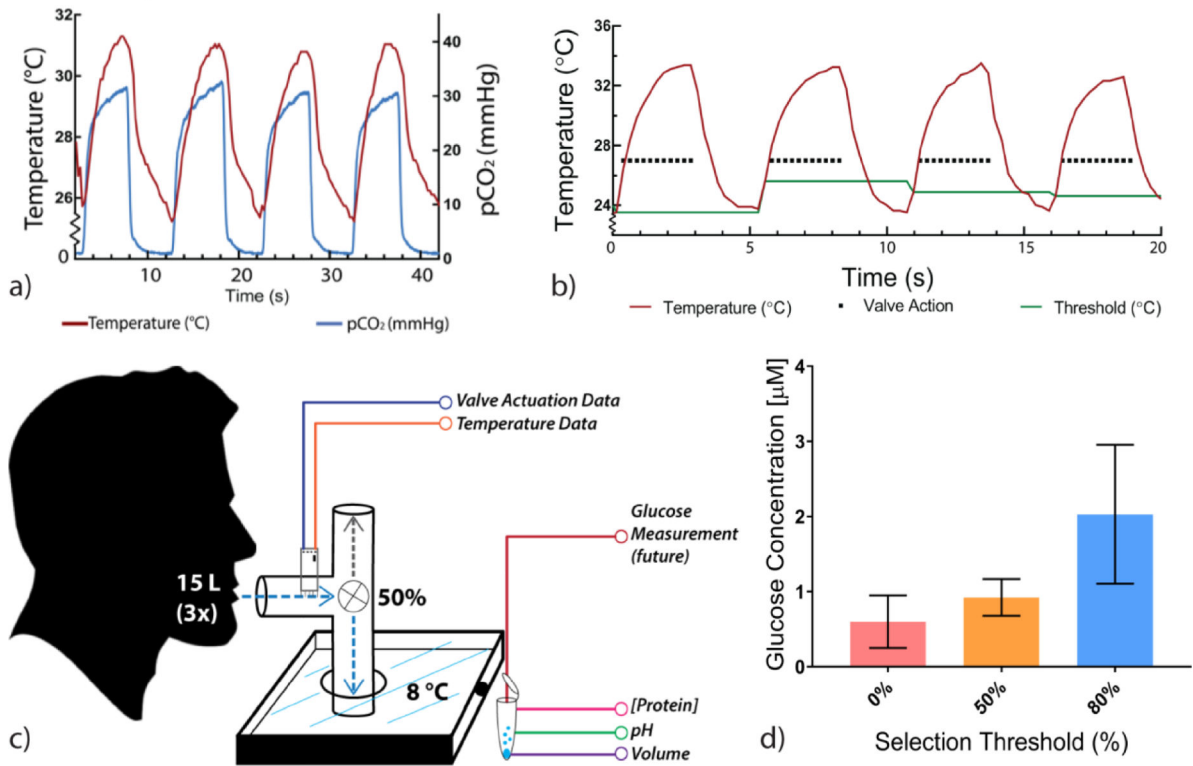 32
30
28
26
0
Temperature (°C)
40
30
20
10
0
pCO₂ (mmHg)
10
20
30
40
Time (s)
a)
Temperature (°C)
pCO₂ (mmHg)
36
32
28
24
Temperature (°C)
0
5
10
15
20
Time (s)
b)
Temperature (°C)
Valve Action
Threshold (°C)
Valve Actuation Data
Temperature Data
Glucose
Measurement
(future)
15 L
(3x)
50%
8 °C
[Protein]
pH
Volume
c)
4
3
2
1
0
Glucose Concentration [μM]
0%
50%
80%
Selection Threshold (%)
d)